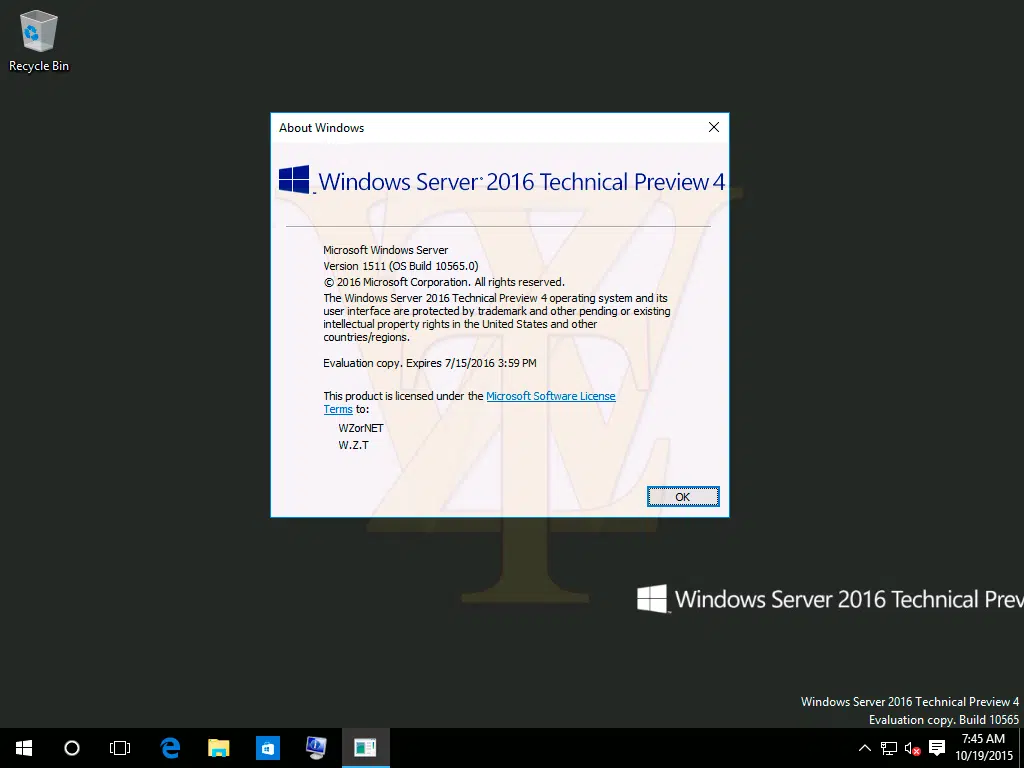 Recycle Bin
About Windows
Windows Server® 2016 Technical Preview 4
Microsoft Windows Server
Version 1511 (OS Build 10565.0)
© 2016 Microsoft Corporation. All rights reserved.
The Windows Server 2016 Technical Preview 4 operating system and its
user interface are protected by trademark and other pending or existing
intellectual property rights in the United States and other
countries/regions.
Evaluation copy. Expires 7/15/2016 3:59 PM
This product is licensed under the Microsoft Software License
Terms to:
WZorNET
W.Z.T
OK
Windows Server 2016 Technical Prev
Windows Server 2016 Technical Preview 4
Evaluation copy. Build 10565
7:45 AM
10/19/2015